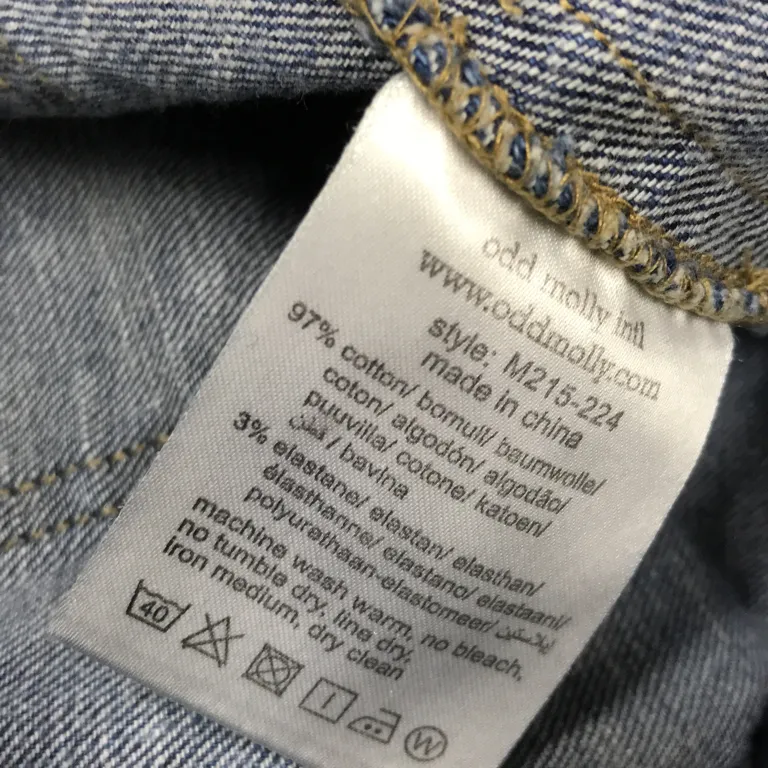 odd molly intl
www.oddmolly.com
style: M215-224
made in china
97% cotton/ bomull/ baumwolle/
coton/ algodón/ algodão/
puuvilla/ cotone/ katoen/
قطن / bavlna
3% elastane/ elastan/ elasthan/
élasthanne/ elastano/ elastaani/
polyurethaan-elastomeer/ ايلاستين
machine wash warm, no bleach,
no tumble dry, line dry,
iron medium, dry clean
40
W